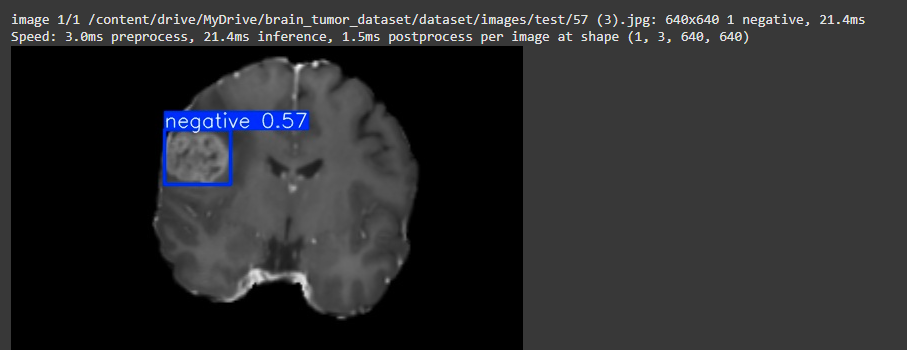 image 1/1 /content/drive/MyDrive/brain_tumor_dataset/dataset/images/test/57 (3).jpg: 640x640 1 negative, 21.4ms
Speed: 3.0ms preprocess, 21.4ms inference, 1.5ms postprocess per image at shape (1, 3, 640, 640)
negative 0.57